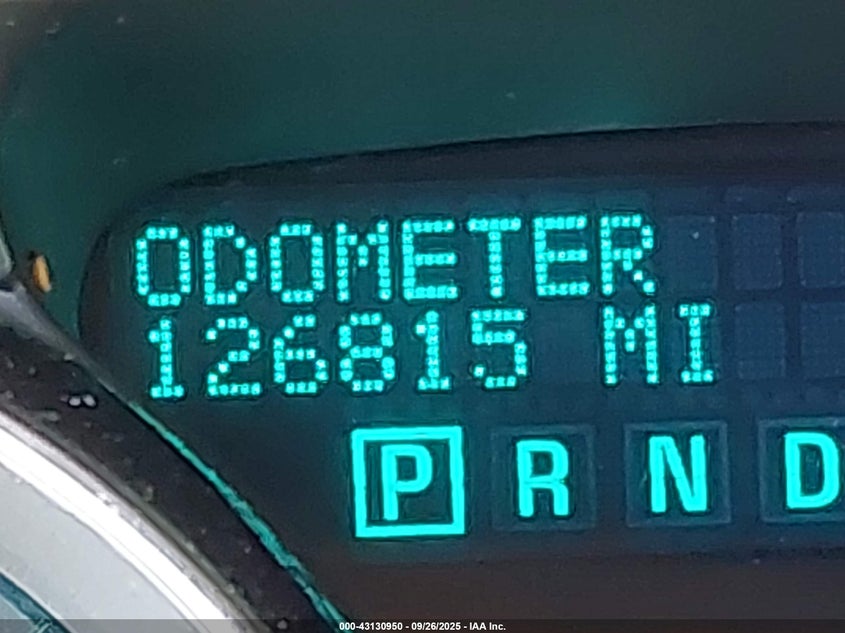 ODOMETER
126815 MI
P R N D
000-43130950 - 09/26/2025 - IAA Inc.